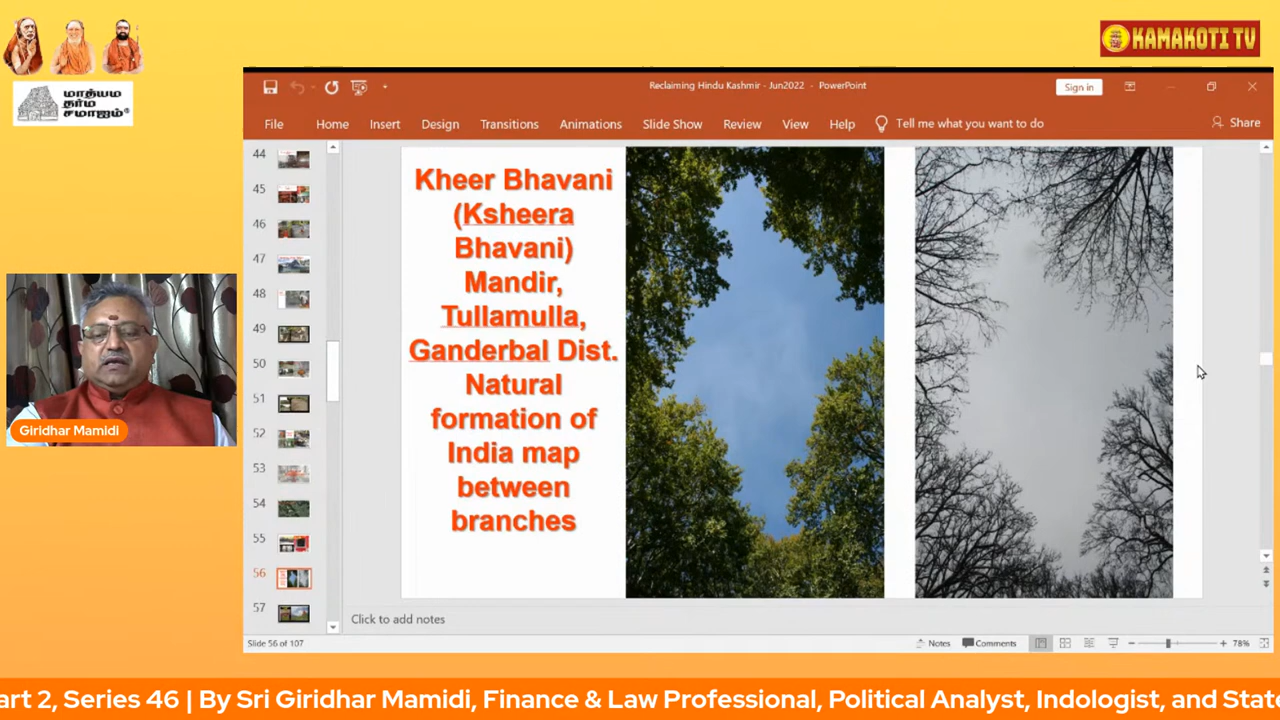 KAMAKOTI TV
மாத்யம
தர்ம
சமாஜம்®
Reclaiming Hindu Kashmir - Jun2022 - PowerPoint
Sign in
File Home Insert Design Transitions Animations Slide Show Review View Help Tell me what you want to do Share
44
45
46
47
48
49
50
51
52
53
54
55
56
57
Kheer Bhavani
(Ksheera
Bhavani)
Mandir,
Tullamulla,
Ganderbal Dist.
Natural
formation of
India map
between
branches
Giridhar Mamidi
Click to add notes
Slide 56 of 107 Notes Comments 78%
art 2, Series 46 | By Sri Giridhar Mamidi, Finance & Law Professional, Political Analyst, Indologist, and State